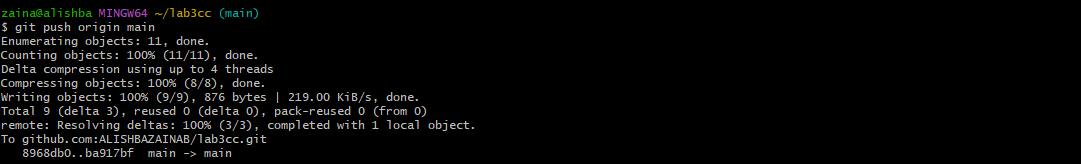 zaina@alishba MINGW64 ~/lab3cc (main)
$ git push origin main
Enumerating objects: 11, done.
Counting objects: 100% (11/11), done.
Delta compression using up to 4 threads
Compressing objects: 100% (8/8), done.
Writing objects: 100% (9/9), 876 bytes | 219.00 KiB/s, done.
Total 9 (delta 3), reused 0 (delta 0), pack-reused 0 (from 0)
remote: Resolving deltas: 100% (3/3), completed with 1 local object.
To github.com:ALISHBAZAINAB/lab3cc.git
   8968db0..ba917bf  main -> main